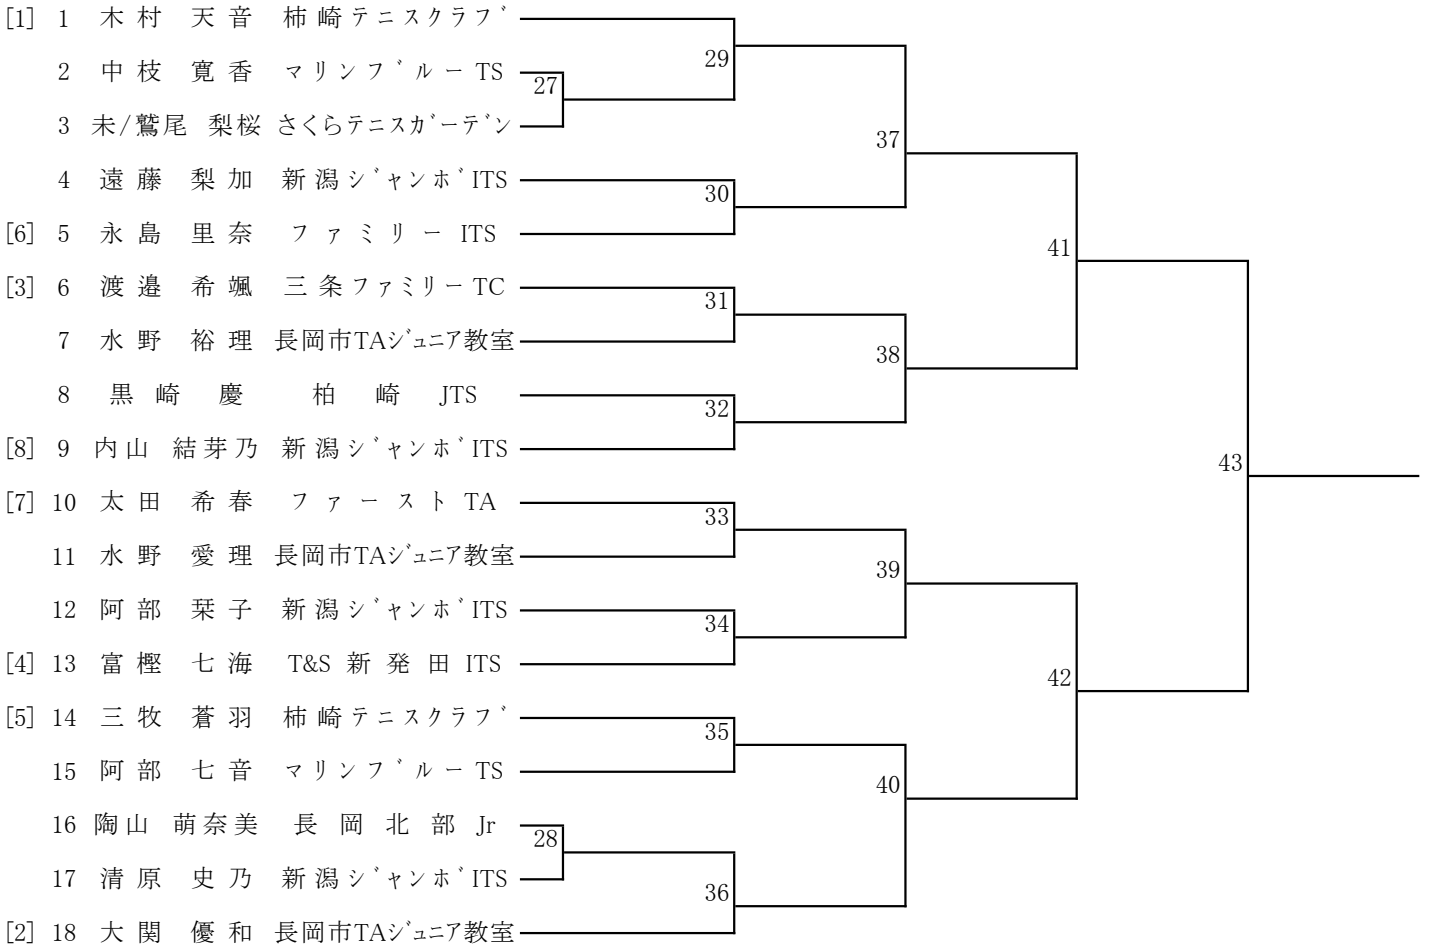 [1] 1 木村 天音 柿崎テニスクラブ
29
2 中枝 寛香 マリンブルーTS
27
3 未/鷲尾 梨桜 さくらテニスガーデン
37
4 遠藤 梨加 新潟ジャンボITS
30
[6] 5 永島 里奈 ファミリーITS
41
[3] 6 渡邉 希颯 三条ファミリーTC
31
7 水野 裕理 長岡市TAジュニア教室
38
8 黒崎 慶 柏崎JTS
32
[8] 9 内山 結芽乃 新潟ジャンボITS
43
[7] 10 太田 希春 ファーストTA
33
11 水野 愛理 長岡市TAジュニア教室
39
12 阿部 栞子 新潟ジャンボITS
34
[4] 13 富樫 七海 T&S新発田ITS
42
[5] 14 三牧 蒼羽 柿崎テニスクラブ
35
15 阿部 七音 マリンブルーTS
40
16 陶山 萌奈美 長岡北部Jr
28
17 清原 史乃 新潟ジャンボITS
36
[2] 18 大関 優和 長岡市TAジュニア教室